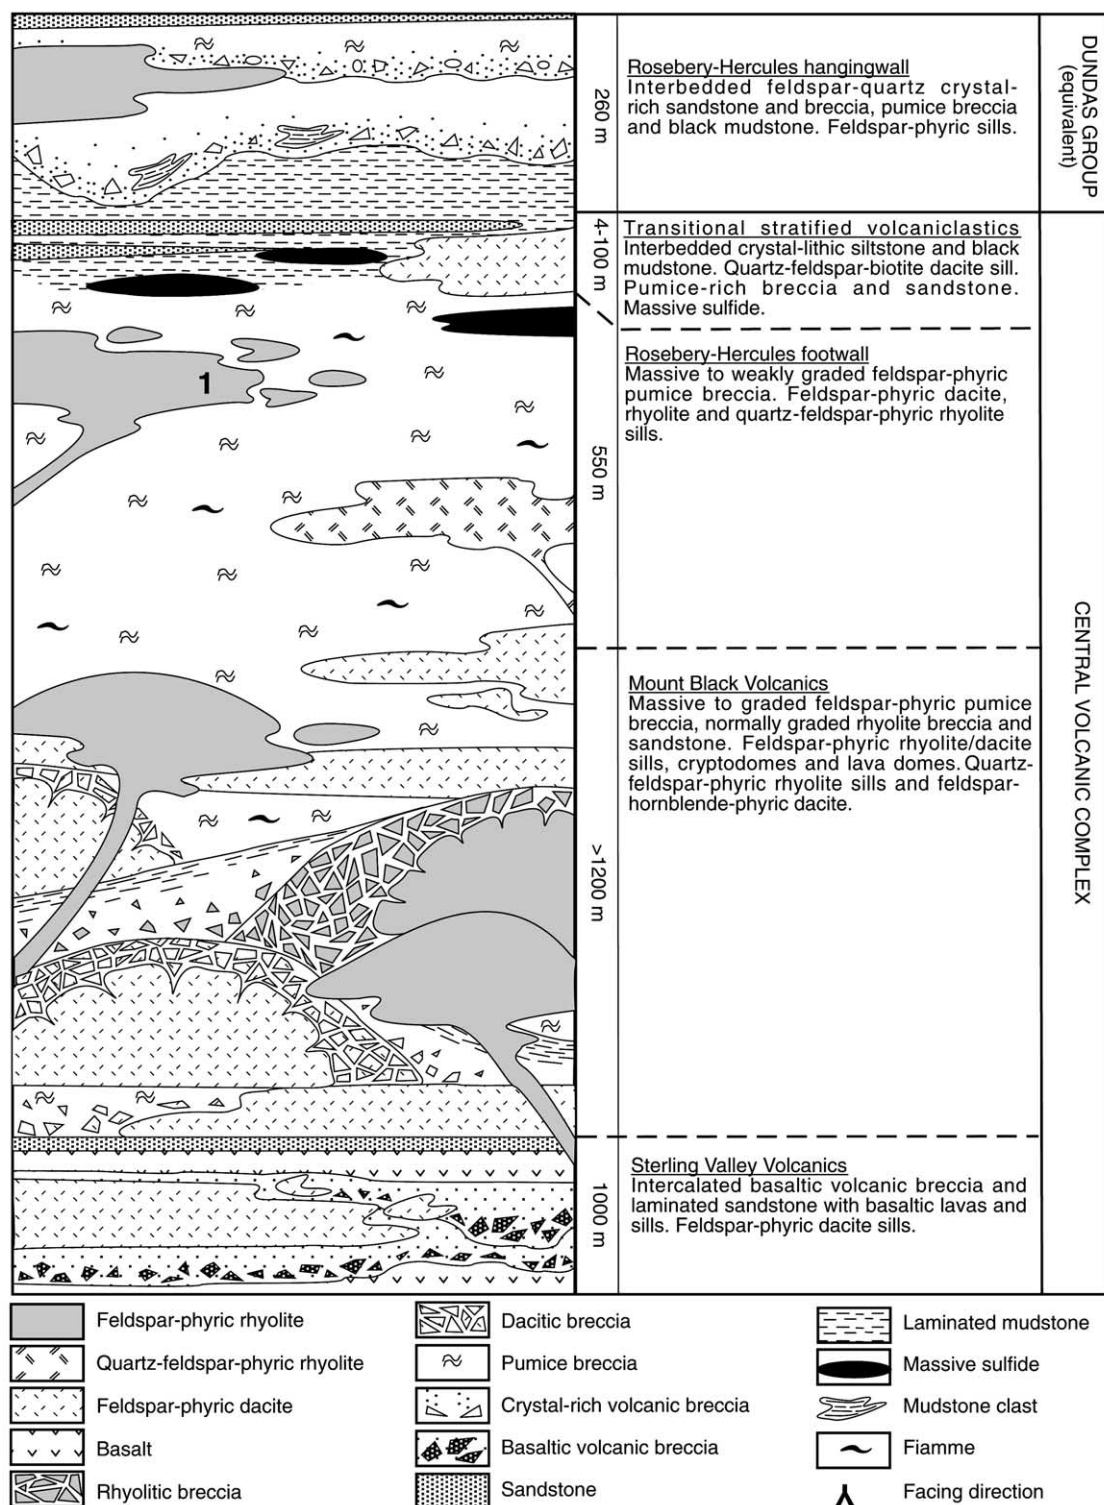 260 m
Rosebery-Hercules hangingwall
Interbedded feldspar-quartz crystal-
rich sandstone and breccia, pumice breccia
and black mudstone. Feldspar-phyric sills.
DUNDAS GROUP
(equivalent)
4-100 m
Transitional stratified volcaniclastics
Interbedded crystal-lithic siltstone and black
mudstone. Quartz-feldspar-biotite dacite sill.
Pumice-rich breccia and sandstone.
Massive sulfide.
1
550 m
Rosebery-Hercules footwall
Massive to weakly graded feldspar-phyric
pumice breccia. Feldspar-phyric dacite,
rhyolite and quartz-feldspar-phyric rhyolite
sills.
CENTRAL VOLCANIC COMPLEX
>1200 m
Mount Black Volcanics
Massive to graded feldspar-phyric pumice
breccia, normally graded rhyolite breccia and
sandstone. Feldspar-phyric rhyolite/dacite
sills, cryptodomes and lava domes. Quartz-
feldspar-phyric rhyolite sills and feldspar-
hornblende-phyric dacite.
1000 m
Sterling Valley Volcanics
Intercalated basaltic volcanic breccia and
laminated sandstone with basaltic lavas and
sills. Feldspar-phyric dacite sills.
Feldspar-phyric rhyolite
Quartz-feldspar-phyric rhyolite
Feldspar-phyric dacite
Basalt
Rhyolitic breccia
Dacitic breccia
Pumice breccia
Crystal-rich volcanic breccia
Basaltic volcanic breccia
Sandstone
Laminated mudstone
Massive sulfide
Mudstone clast
Fiamme
Facing direction